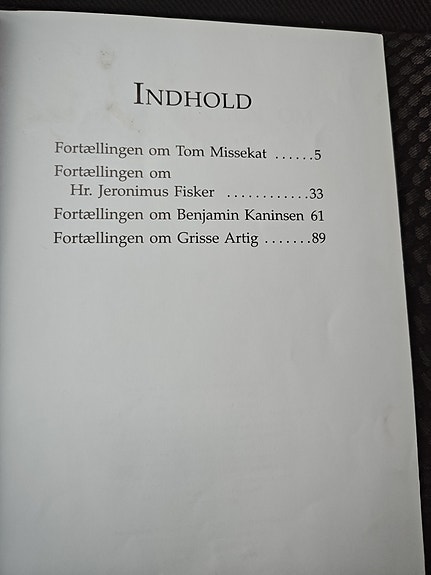 INDHOLD
Fortællingen om Tom Missekat ......5
Fortællingen om
Hr. Jeronimus Fisker ............33
Fortællingen om Benjamin Kaninsen 61
Fortællingen om Grisse Artig .......89